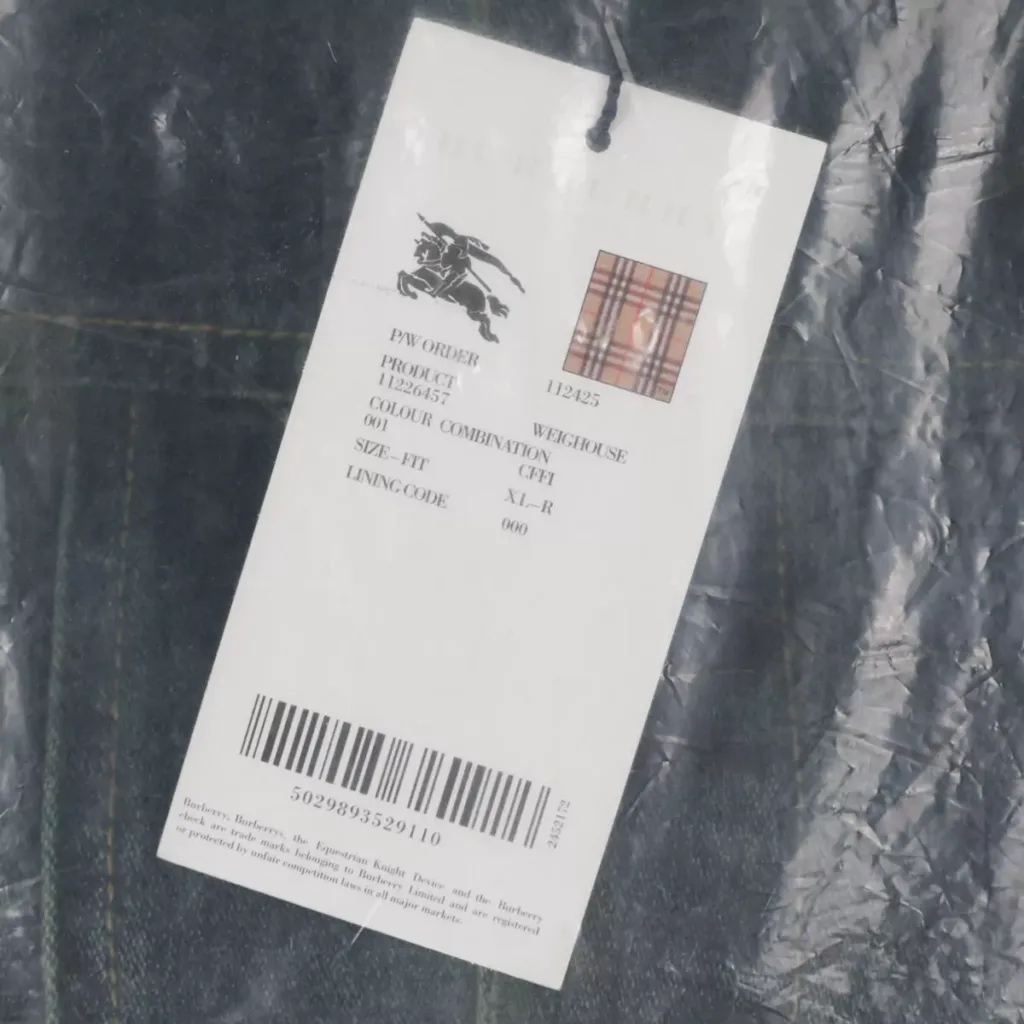 P/W ORDER
112425
PRODUCT
WEIGHOUSE
11226457
COLOUR COMBINATION
001 CFFI
SIZE-FIT XL-R
LINING CODE 000
5029893529110
2452172
Burberry, Burberrys, the Equestrian Knight Device and the Burberry
check are trade marks belonging to Burberry Limited and are registered
or protected by unfair competition laws in all major markets.